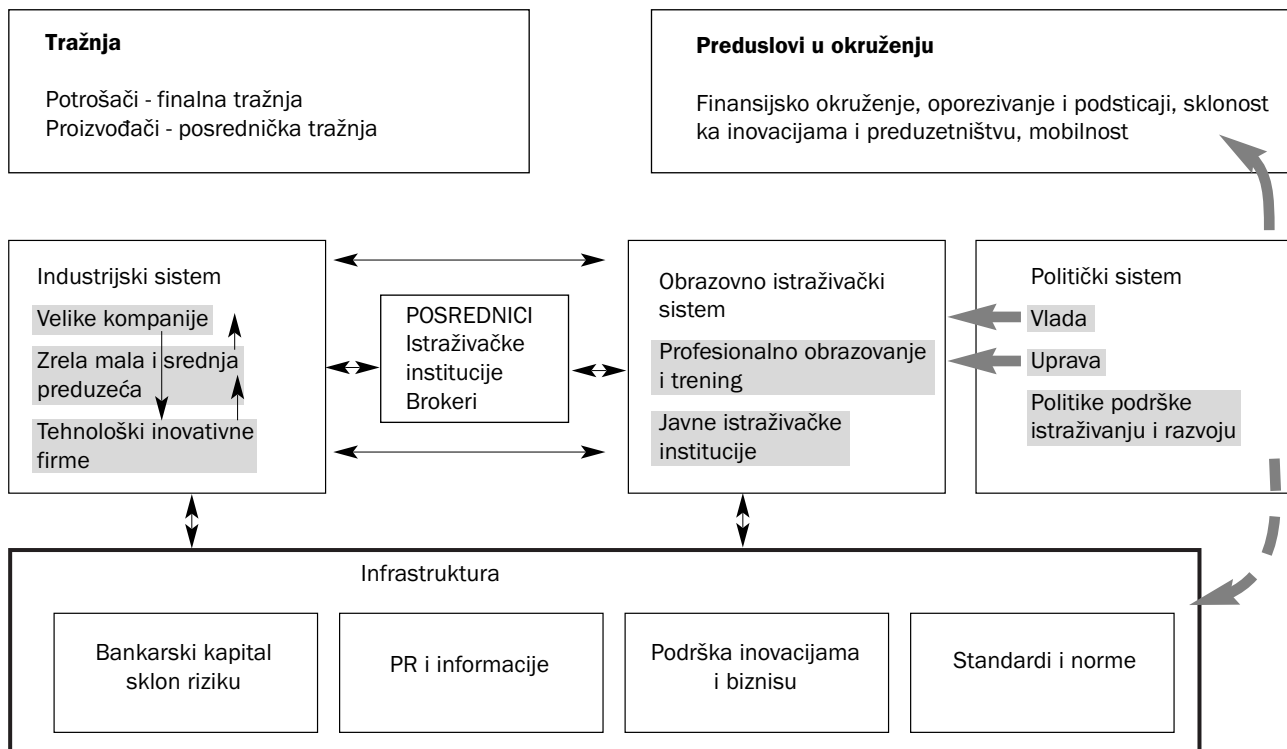 Tražnja
Potrošači - finalna tražnja
Proizvođači - posrednička tražnja
Preduslovi u okruženju
Finansijsko okruženje, oporezivanje i podsticaji, sklonost
ka inovacijama i preduzetništvu, mobilnost
Industrijski sistem
Velike kompanije
Zrela mala i srednja
preduzeća
Tehnološki inovativne
firme
POSREDNICI
Istraživačke
institucije
Brokeri
Obrazovno istraživački
sistem
Profesionalno obrazovanje
i trening
Javne istraživačke
institucije
Politički sistem
Vlada
Uprava
Politike podrške
istraživanju i razvoju
Infrastruktura
Bankarski kapital
sklon riziku
PR i informacije
Podrška inovacijama
i biznisu
Standardi i norme